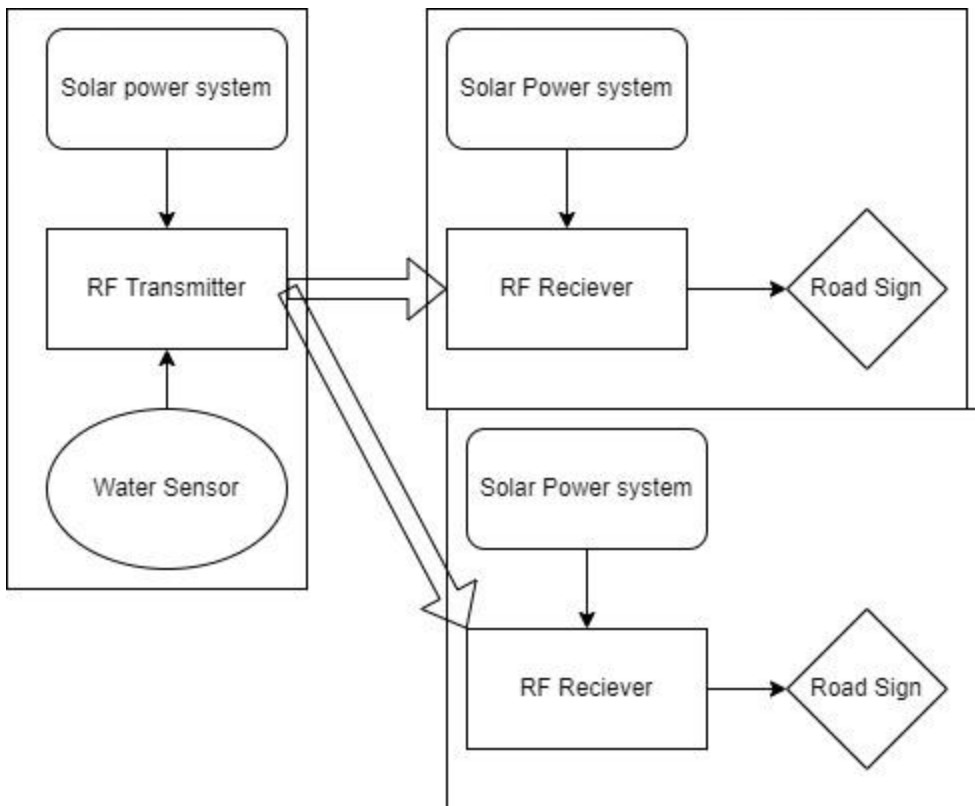 Solar power system
Solar Power system
RF Transmitter
RF Reciever
Road Sign
Water Sensor
Solar Power system
RF Reciever
Road Sign